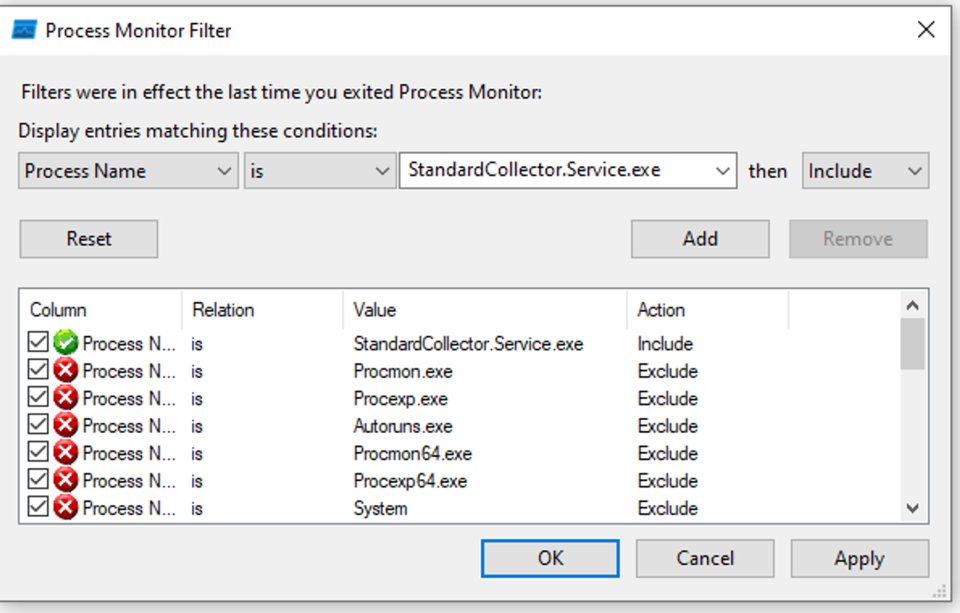 Process Monitor Filter
Filters were in effect the last time you exited Process Monitor:
Display entries matching these conditions:
Process Name is StandardCollector.Service.exe then Include
Reset Add Remove
Column Relation Value Action
Process N... is StandardCollector.Service.exe Include
Process N... is Procmon.exe Exclude
Process N... is Procexp.exe Exclude
Process N... is Autoruns.exe Exclude
Process N... is Procmon64.exe Exclude
Process N... is Procexp64.exe Exclude
Process N... is System Exclude
OK Cancel Apply